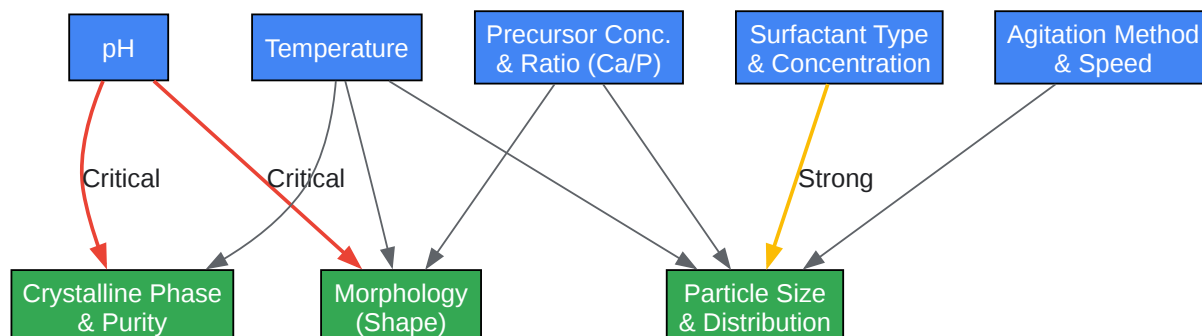 pH
Temperature
Precursor Conc.
& Ratio (Ca/P)
Surfactant Type
& Concentration
Agitation Method
& Speed
Critical
Critical
Strong
Crystalline Phase
& Purity
Morphology
(Shape)
Particle Size
& Distribution